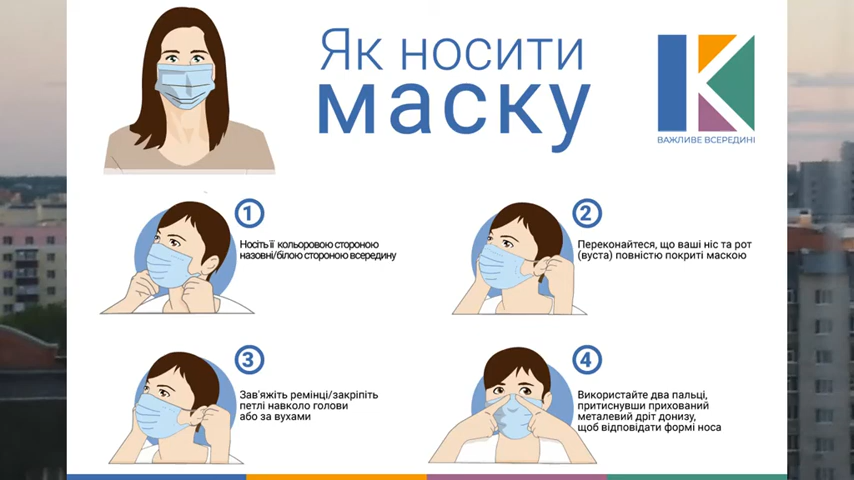 Як носити
маску
ВАЖЛИВЕ ВСЕРЕДИНІ
1
Носіть її кольоровою стороною
назовні/білою стороною всередину
2
Переконайтеся, що ваші ніс та рот
(вуста) повністю покриті маскою
3
Зав'яжіть ремінці/закріпіть
петлі навколо голови
або за вухами
4
Використайте два пальці,
притиснувши прихований
металевий дріт донизу,
щоб відповідати формі носа